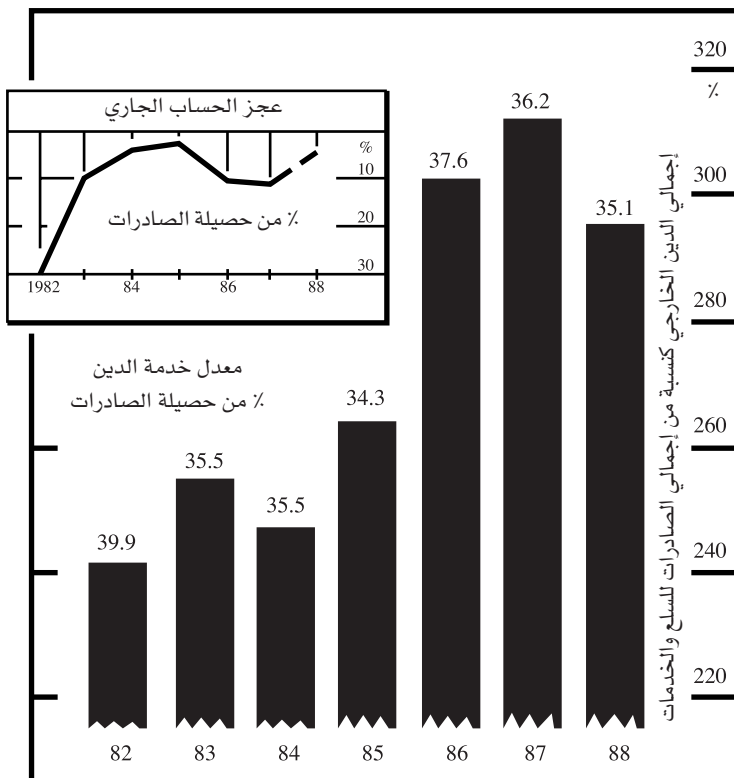 عجز الحساب الجاري
%
10
20
30
٪ من حصيلة الصادرات
1982 84 86 88
معدل خدمة الدين
٪ من حصيلة الصادرات
39.9
35.5
35.5
34.3
37.6
36.2
35.1
82 83 84 85 86 87 88
إجمالي الدين الخارجي كنسبة من إجمالي الصادرات للسلع والخدمات
320
٪
300
280
260
240
220